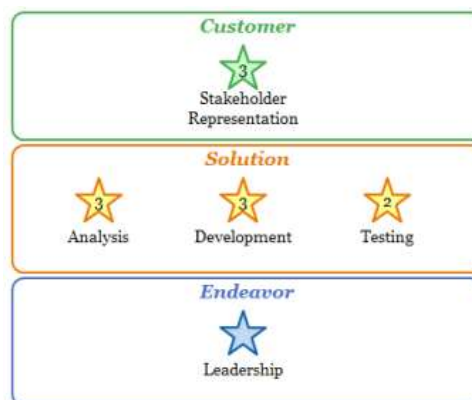 Customer
3
Stakeholder
Representation
Solution
3 3 2
Analysis Development Testing
Endeavor
Leadership